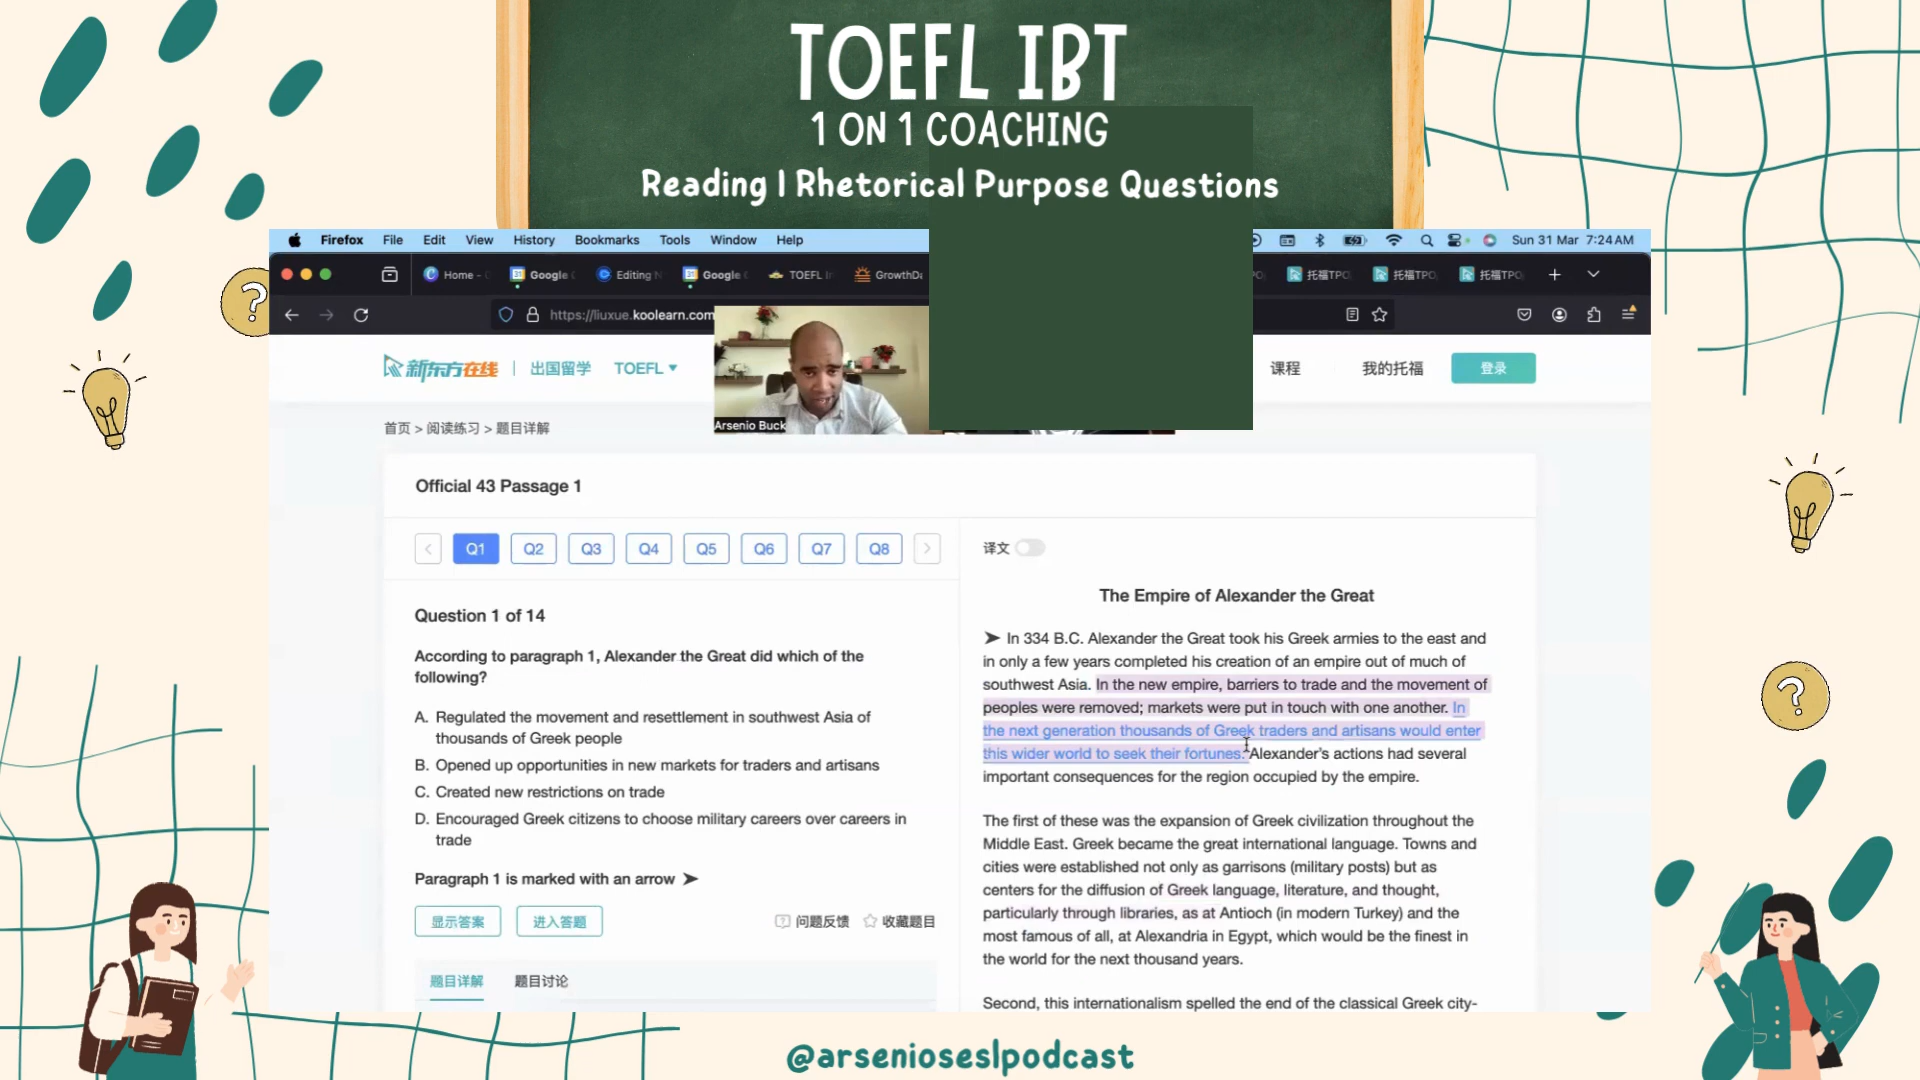 TOEFL IBT
1 ON 1 COACHING
Reading | Rhetorical Purpose Questions
Firefox File Edit View History Bookmarks Tools Window Help
Sun 31 Mar 7:24 AM
Home - Google Editing Google TOEFL GrowthDa 托福TPO 托福TPO 托福TPO
https://liuxue.koolearn.com
新东方在线 出国留学 TOEFL 课程 我的托福 登录
Arsenio Buck
首页 > 阅读练习 > 题目详解
Official 43 Passage 1
Q1 Q2 Q3 Q4 Q5 Q6 Q7 Q8
Question 1 of 14
According to paragraph 1, Alexander the Great did which of the
following?
A. Regulated the movement and resettlement in southwest Asia of
thousands of Greek people
B. Opened up opportunities in new markets for traders and artisans
C. Created new restrictions on trade
D. Encouraged Greek citizens to choose military careers over careers in
trade
Paragraph 1 is marked with an arrow ➤
显示答案 进入答题 问题反馈 收藏题目
题目详解 题目讨论
译文
The Empire of Alexander the Great
➤ In 334 B.C. Alexander the Great took his Greek armies to the east and
in only a few years completed his creation of an empire out of much of
southwest Asia. In the new empire, barriers to trade and the movement of
peoples were removed; markets were put in touch with one another. In
the next generation thousands of Greek traders and artisans would enter
this wider world to seek their fortunes. Alexander's actions had several
important consequences for the region occupied by the empire.
The first of these was the expansion of Greek civilization throughout the
Middle East. Greek became the great international language. Towns and
cities were established not only as garrisons (military posts) but as
centers for the diffusion of Greek language, literature, and thought,
particularly through libraries, as at Antioch (in modern Turkey) and the
most famous of all, at Alexandria in Egypt, which would be the finest in
the world for the next thousand years.
Second, this internationalism spelled the end of the classical Greek city-
@arsenioseslpodcast